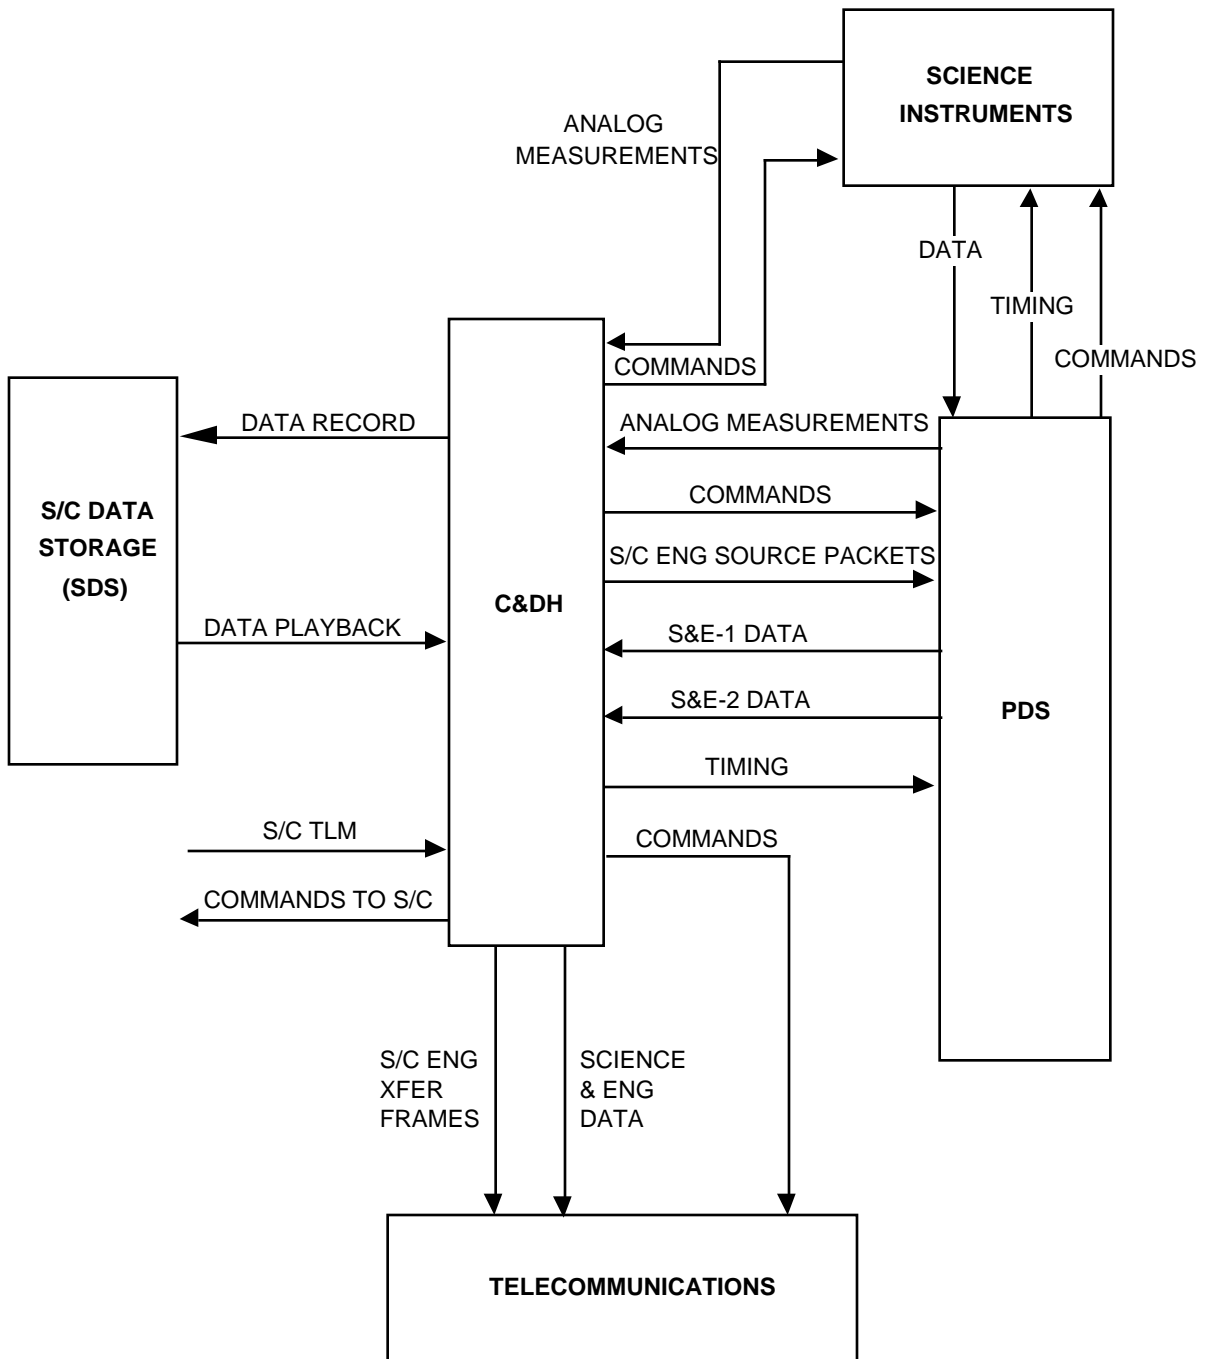 SCIENCE
INSTRUMENTS
ANALOG
MEASUREMENTS
DATA
TIMING
COMMANDS
COMMANDS
DATA RECORD
ANALOG MEASUREMENTS
S/C DATA
STORAGE
(SDS)
COMMANDS
S/C ENG SOURCE PACKETS
C&DH
DATA PLAYBACK
S&E-1 DATA
S&E-2 DATA
PDS
TIMING
S/C TLM
COMMANDS
COMMANDS TO S/C
S/C ENG
XFER
FRAMES
SCIENCE
& ENG
DATA
TELECOMMUNICATIONS